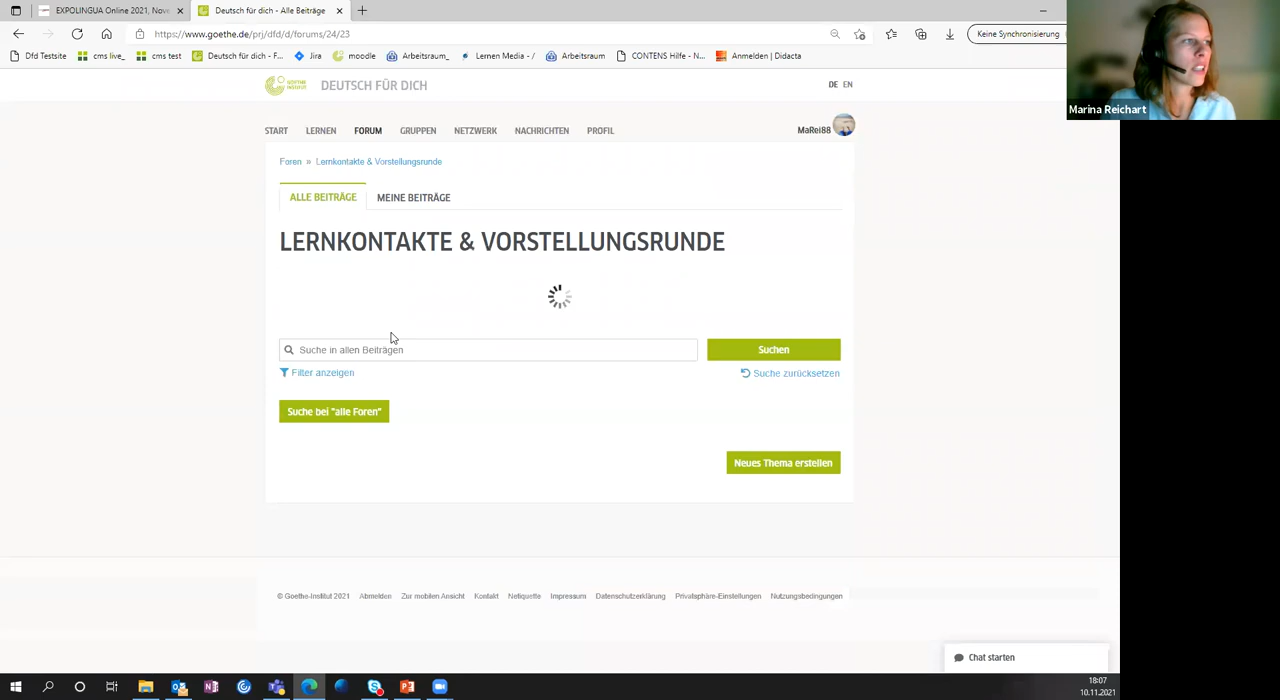 EXPOLINGUA Online 2021, Nove
Deutsch für dich - Alle Beiträge
https://www.goethe.de/prj/dfd/d/forums/24/23
Keine Synchronisierung
Dfd Testseite
cms live_
cms test
Deutsch für dich - F...
Jira
moodle
Arbeitsraum_
Lernen Media - /
Arbeitsraum
CONTENS Hilfe - N...
Anmelden | Didacta
Marina Reichart
GOETHE INSTITUT
DEUTSCH FÜR DICH
DE EN
START LERNEN FORUM GRUPPEN NETZWERK NACHRICHTEN PROFIL
MaRei88
Foren » Lernkontakte & Vorstellungsrunde
ALLE BEITRÄGE MEINE BEITRÄGE
LERNKONTAKTE & VORSTELLUNGSRUNDE
Suche in allen Beiträgen
Suchen
Filter anzeigen
Suche zurücksetzen
Suche bei "alle Foren"
Neues Thema erstellen
© Goethe-Institut 2021 Abmelden Zur mobilen Ansicht Kontakt Netiquette Impressum Datenschutzerklärung Privatsphäre-Einstellungen Nutzungsbedingungen
Chat starten
18:07
10.11.2021